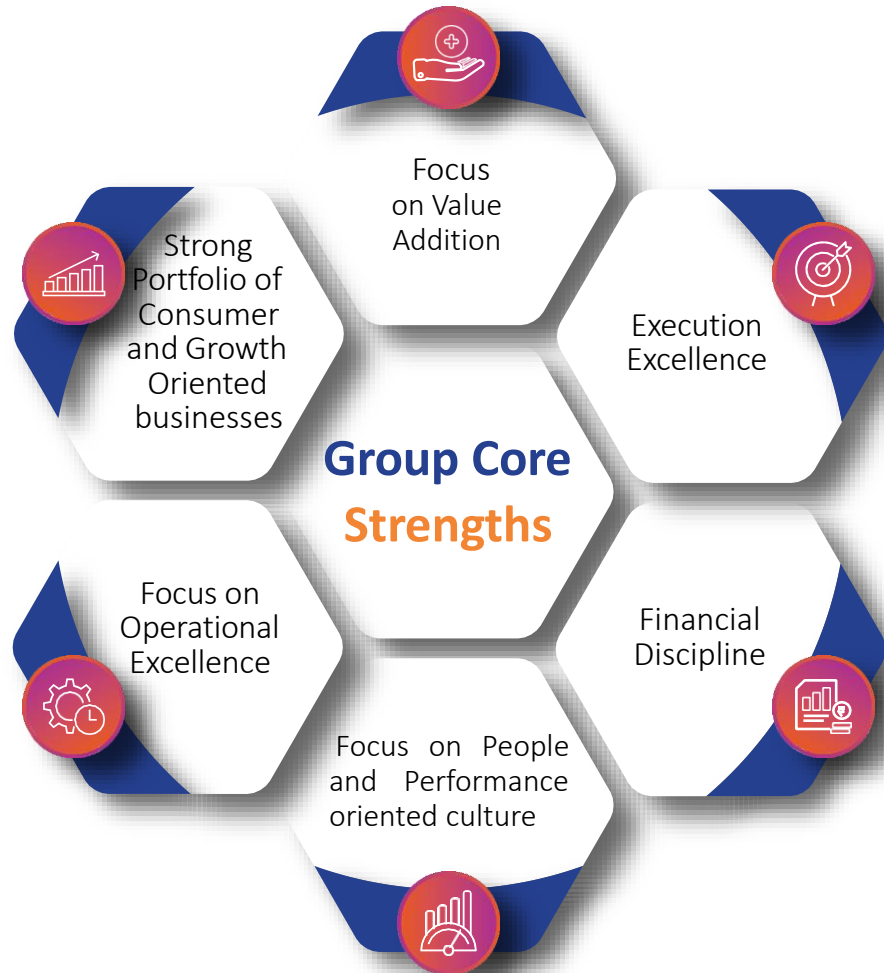 Focus
on Value
Addition
Strong
Portfolio of
Consumer
and Growth
Oriented
businesses
Execution
Excellence
Group Core
Strengths
Focus on
Operational
Excellence
Financial
Discipline
Focus on People
and Performance
oriented culture